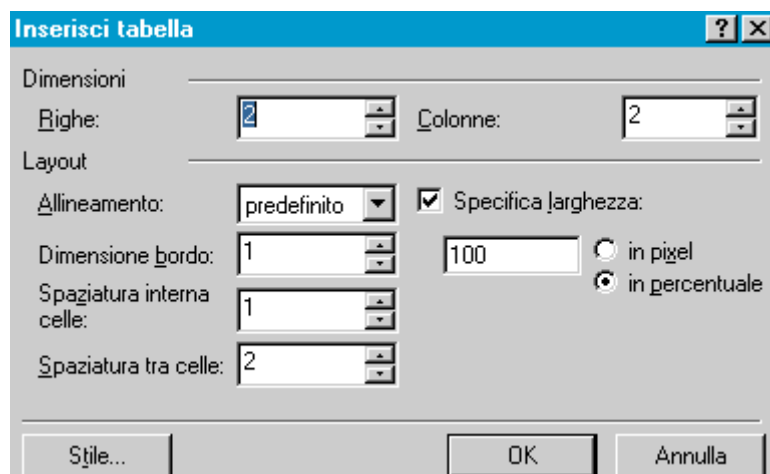 Inserisci tabella
Dimensioni
Righe: 2 Colonne: 2
Layout
Allineamento: predefinito Specifica larghezza:
Dimensione bordo: 1 100 in pixel
in percentuale
Spaziatura interna
celle: 1
Spaziatura tra celle: 2
Stile... OK Annulla